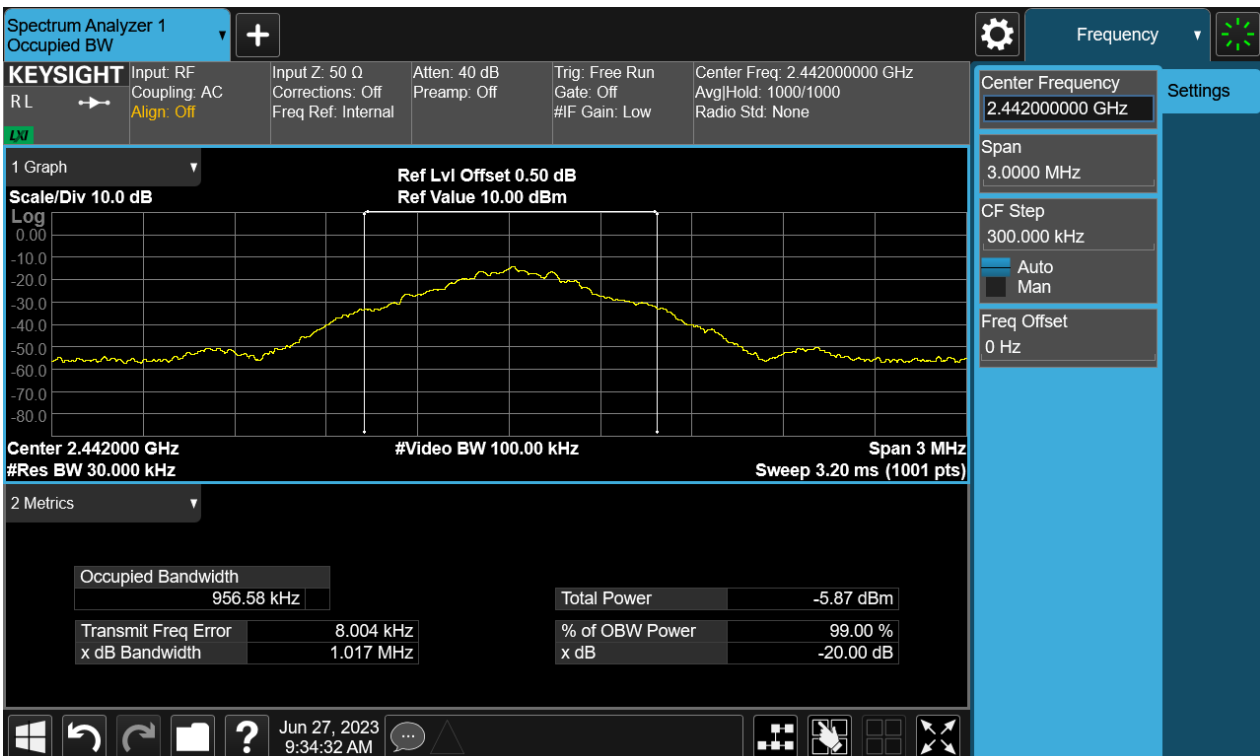 Spectrum Analyzer 1
Occupied BW
+
Frequency
KEYSIGHT
R L
LXI
Input: RF
Coupling: AC
Align: Off
Input Z: 50 Ω
Corrections: Off
Freq Ref: Internal
Atten: 40 dB
Preamp: Off
Trig: Free Run
Gate: Off
#IF Gain: Low
Center Freq: 2.442000000 GHz
Avg|Hold: 1000/1000
Radio Std: None
Center Frequency
2.442000000 GHz
Settings
Span
3.0000 MHz
CF Step
300.000 kHz
Auto
Man
Freq Offset
0 Hz
1 Graph
Scale/Div 10.0 dB
Ref Lvl Offset 0.50 dB
Ref Value 10.00 dBm
Log
0.00
-10.0
-20.0
-30.0
-40.0
-50.0
-60.0
-70.0
-80.0
Center 2.442000 GHz
#Video BW 100.00 kHz
Span 3 MHz
#Res BW 30.000 kHz
Sweep 3.20 ms (1001 pts)
2 Metrics
Occupied Bandwidth
956.58 kHz
Total Power -5.87 dBm
Transmit Freq Error 8.004 kHz
% of OBW Power 99.00 %
x dB Bandwidth 1.017 MHz
x dB -20.00 dB
?
Jun 27, 2023
9:34:32 AM